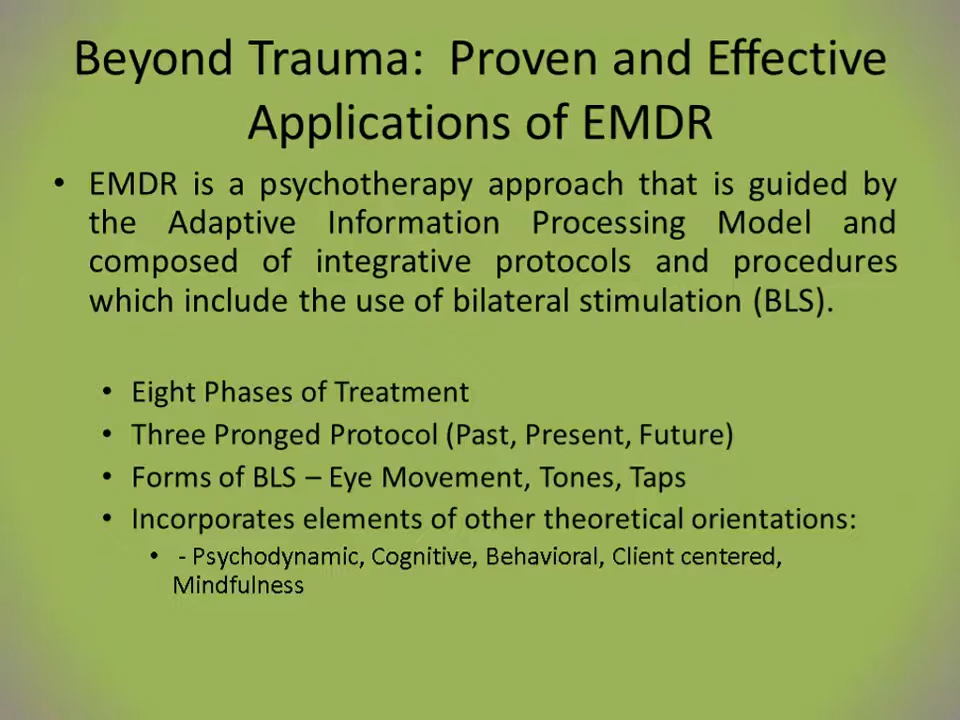 Beyond Trauma:  Proven and Effective
Applications of EMDR
• EMDR is a psychotherapy approach that is guided by
the Adaptive Information Processing Model and
composed of integrative protocols and procedures
which include the use of bilateral stimulation (BLS).
• Eight Phases of Treatment
• Three Pronged Protocol (Past, Present, Future)
• Forms of BLS – Eye Movement, Tones, Taps
• Incorporates elements of other theoretical orientations:
• - Psychodynamic, Cognitive, Behavioral, Client centered,
Mindfulness